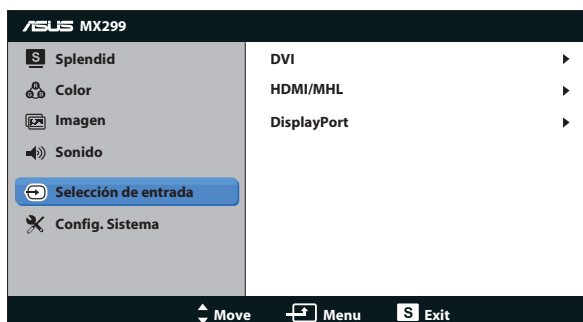 ASUS MX299
S Splendid
Color
Imagen
Sonido
Selección de entrada
Config. Sistema
DVI
HDMI/MHL
DisplayPort
Move Menu S Exit